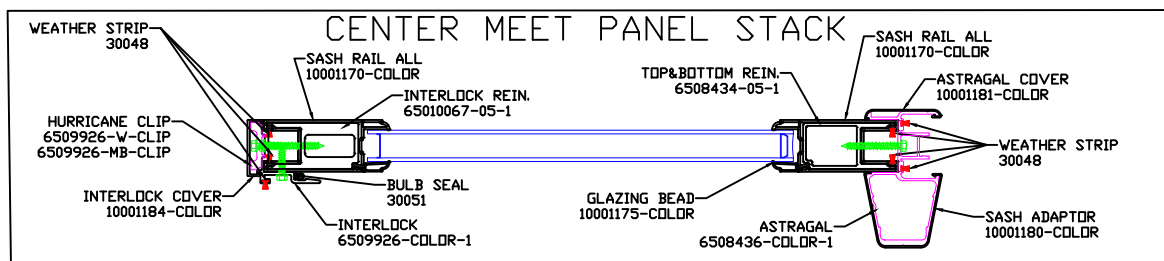 CENTER MEET PANEL STACK
WEATHER STRIP
30048
SASH RAIL ALL
10001170-COLOR
INTERLOCK REIN.
65010067-05-1
HURRICANE CLIP
6509926-W-CLIP
6509926-MB-CLIP
INTERLOCK COVER
10001184-COLOR
BULB SEAL
30051
INTERLOCK
6509926-COLOR-1
TOP&BOTTOM REIN.
6508434-05-1
SASH RAIL ALL
10001170-COLOR
ASTRAGAL COVER
10001181-COLOR
WEATHER STRIP
30048
GLAZING BEAD
10001175-COLOR
ASTRAGAL
6508436-COLOR-1
SASH ADAPTOR
10001180-COLOR